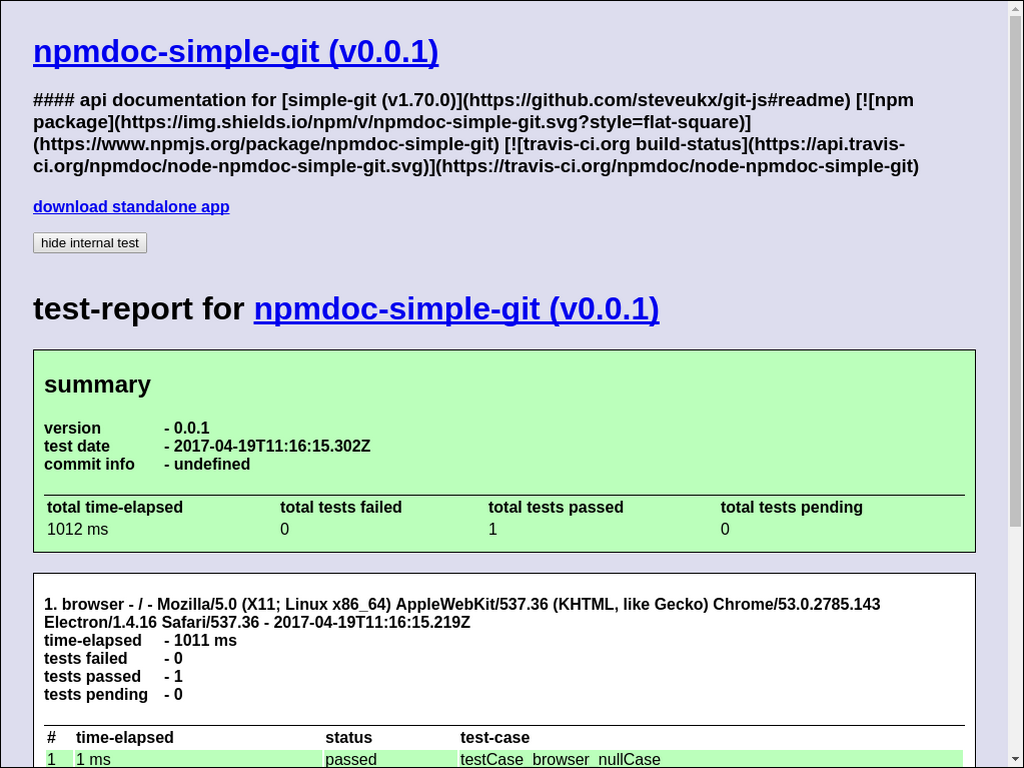 npmdoc-simple-git (v0.0.1)
#### api documentation for [simple-git (v1.70.0)](https://github.com/steveukx/git-js#readme) [![npm
package](https://img.shields.io/npm/v/npmdoc-simple-git.svg?style=flat-square)]
(https://www.npmjs.org/package/npmdoc-simple-git) [![travis-ci.org build-status](https://api.travis-
ci.org/npmdoc/node-npmdoc-simple-git.svg)](https://travis-ci.org/npmdoc/node-npmdoc-simple-git)
download standalone app
hide internal test
test-report for npmdoc-simple-git (v0.0.1)
summary
version - 0.0.1
test date - 2017-04-19T11:16:15.302Z
commit info - undefined
total time-elapsed total tests failed total tests passed total tests pending
1012 ms 0 1 0
1. browser - / - Mozilla/5.0 (X11; Linux x86_64) AppleWebKit/537.36 (KHTML, like Gecko) Chrome/53.0.2785.143
Electron/1.4.16 Safari/537.36 - 2017-04-19T11:16:15.219Z
time-elapsed - 1011 ms
tests failed - 0
tests passed - 1
tests pending - 0
# time-elapsed status test-case
1 1 ms passed testCase_browser_nullCase